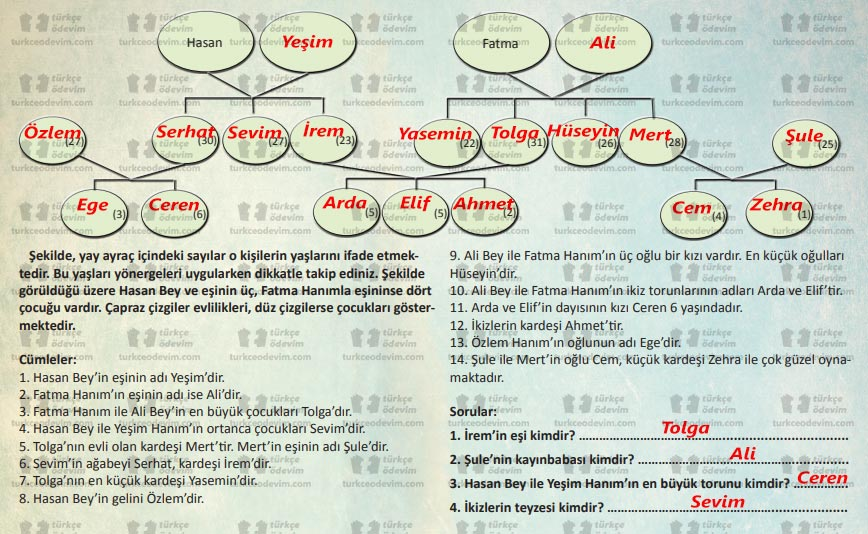 Hasan
Yeşim
Fatma
Ali
Özlem
(27)
Serhat
(30)
Sevim
(27)
İrem
(23)
Yasemin
(22)
Tolga
(31)
Hüseyin
(26)
Mert
(28)
Şule
(25)
Ege
(3)
Ceren
(6)
Arda
(5)
Elif
(5)
Ahmet
(2)
Cem
(4)
Zehra
(1)
Şekilde, yay ayraç içindeki sayılar o kişilerin yaşlarını ifade etmek-
tedir. Bu yaşları yönergeleri uygularken dikkatle takip ediniz. Şekilde
görüldüğü üzere Hasan Bey ve eşinin üç, Fatma Hanımla eşininse dört
çocuğu vardır. Çapraz çizgiler evlilikleri, düz çizgilerse çocukları göster-
mektedir.
Cümleler:
1. Hasan Bey'in eşinin adı Yeşim'dir.
2. Fatma Hanım'ın eşinin adı ise Ali'dir.
3. Fatma Hanım ile Ali Bey'in en büyük çocukları Tolga'dır.
4. Hasan Bey ile Yeşim Hanım'ın ortanca çocukları Sevim'dir.
5. Tolga'nın evli olan kardeşi Mert'tir. Mert'in eşinin adı Şule'dir.
6. Sevim'in ağabeyi Serhat, kardeşi İrem'dir.
7. Tolga'nın en küçük kardeşi Yasemin'dir.
8. Hasan Bey'in gelini Özlem'dir.
9. Ali Bey ile Fatma Hanım'ın üç oğlu bir kızı vardır. En küçük oğulları
Hüseyin'dir.
10. Ali Bey ile Fatma Hanım'ın ikiz torunlarının adları Arda ve Elif'tir.
11. Arda ve Elif'in dayısının kızı Ceren 6 yaşındadır.
12. İkizlerin kardeşi Ahmet'tir.
13. Özlem Hanım'ın oğlunun adı Ege'dir.
14. Şule ile Mert'in oğlu Cem, küçük kardeşi Zehra ile çok güzel oyna-
maktadır.
Sorular:
1. İrem'in eşi kimdir? Tolga
2. Şule'nin kayınbabası kimdir? Ali
3. Hasan Bey ile Yeşim Hanım'ın en büyük torunu kimdir? Ceren
4. İkizlerin teyzesi kimdir? Sevim
türkçe
ödevim
turkceodevim.com